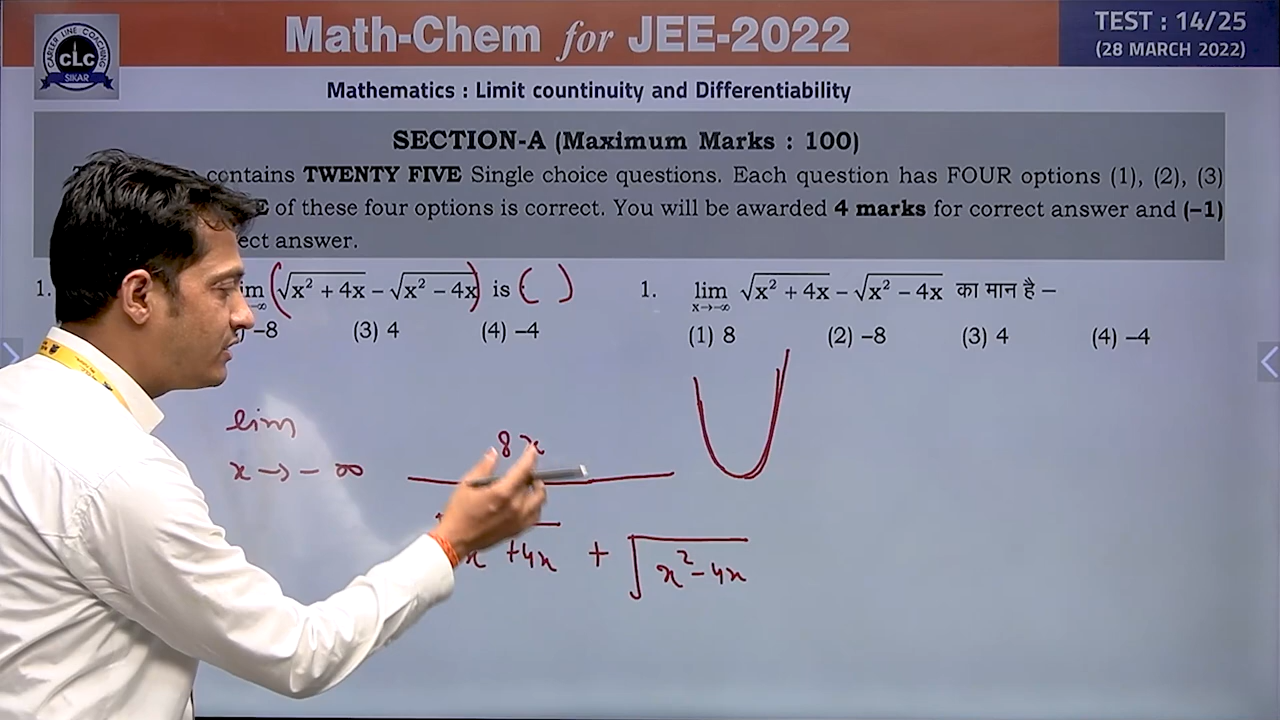 CAREER LINE COACHING
CLC
SIKAR
Math-Chem for JEE-2022
TEST : 14/25
(28 MARCH 2022)
Mathematics : Limit countinuity and Differentiability
SECTION-A (Maximum Marks : 100)
contains TWENTY FIVE Single choice questions. Each question has FOUR options (1), (2), (3)
of these four options is correct. You will be awarded 4 marks for correct answer and (–1)
answer.
1. √x² + 4x – √x² – 4x is ( )
–8 (3) 4 (4) –4
1. lim x→–∞ √x² + 4x – √x² – 4x का मान है –
(1) 8 (2) –8 (3) 4 (4) –4
lim
x → – ∞
8x
x + 4x + √x² – 4x